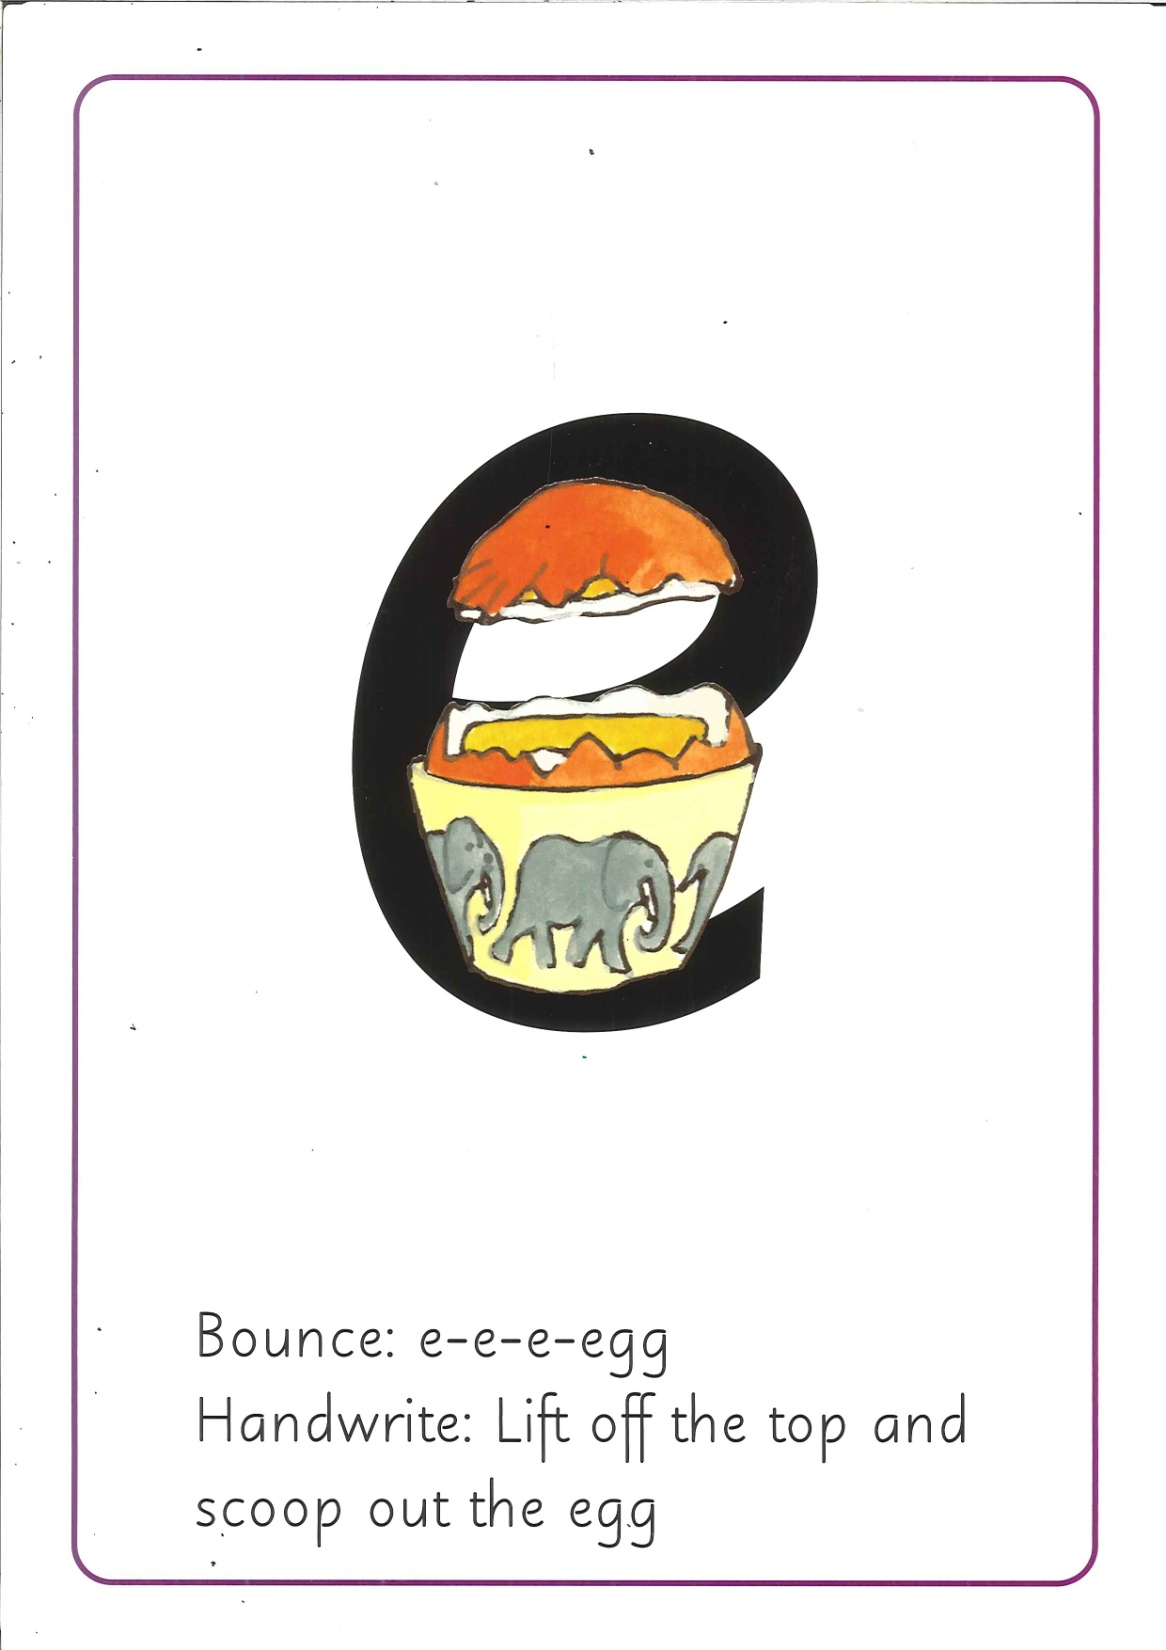 e
Bounce: e-e-e-egg
Handwrite: Lift off the top and
scoop out the egg